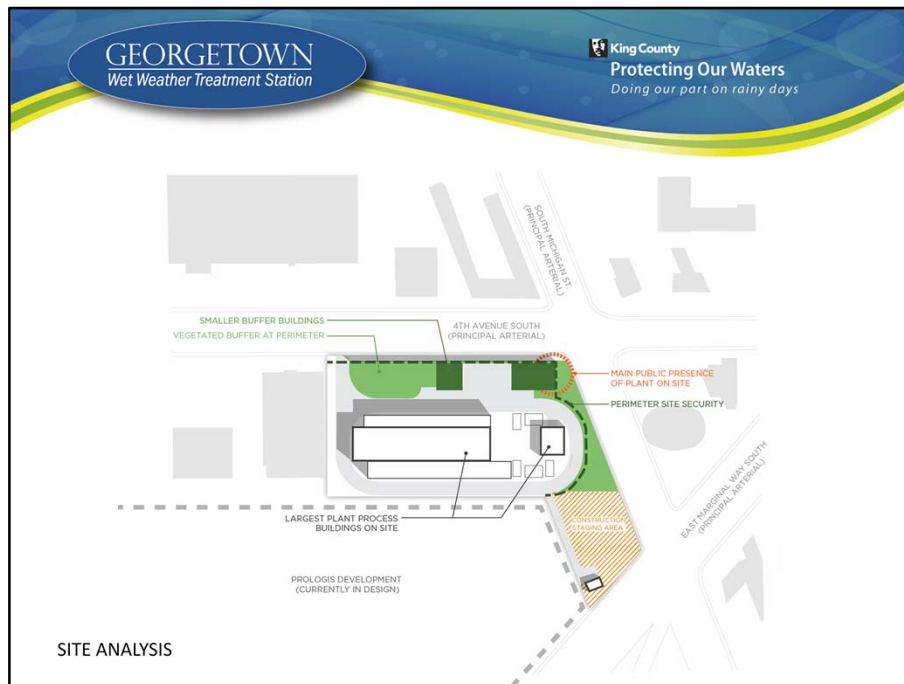 GEORGETOWN
Wet Weather Treatment Station
King County
Protecting Our Waters
Doing our part on rainy days
SOUTH MICHIGAN ST.
(PRINCIPAL ARTERIAL)
SMALLER BUFFER BUILDINGS
VEGETATED BUFFER AT PERIMETER
4TH AVENUE SOUTH
(PRINCIPAL ARTERIAL)
MAIN PUBLIC PRESENCE
OF PLANT ON SITE
PERIMETER SITE SECURITY
EAST MARGINAL WAY SOUTH
(PRINCIPAL ARTERIAL)
LARGEST PLANT PROCESS
BUILDINGS ON SITE
CONSTRUCTION
STAGING AREA
PROLOGIS DEVELOPMENT
(CURRENTLY IN DESIGN)
SITE ANALYSIS